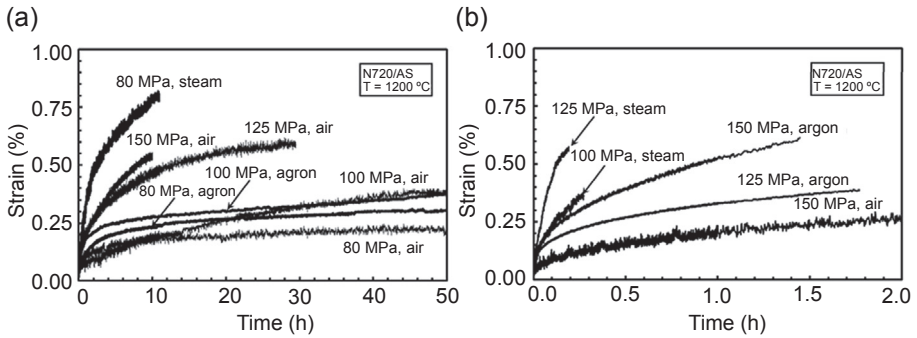 (a)
1.00
0.75
0.50
0.25
0.00
Strain (%)
80 MPa, steam
150 MPa, air
125 MPa, air
80 MPa, agron
100 MPa, agron
100 MPa, air
80 MPa, air
N720/AS
T = 1200 ºC
0
10
20
30
40
50
Time (h)
(b)
1.00
0.75
0.50
0.25
0.00
Strain (%)
125 MPa, steam
100 MPa, steam
150 MPa, argon
125 MPa, argon
150 MPa, air
N720/AS
T = 1200 ºC
0.0
0.5
1.0
1.5
2.0
Time (h)